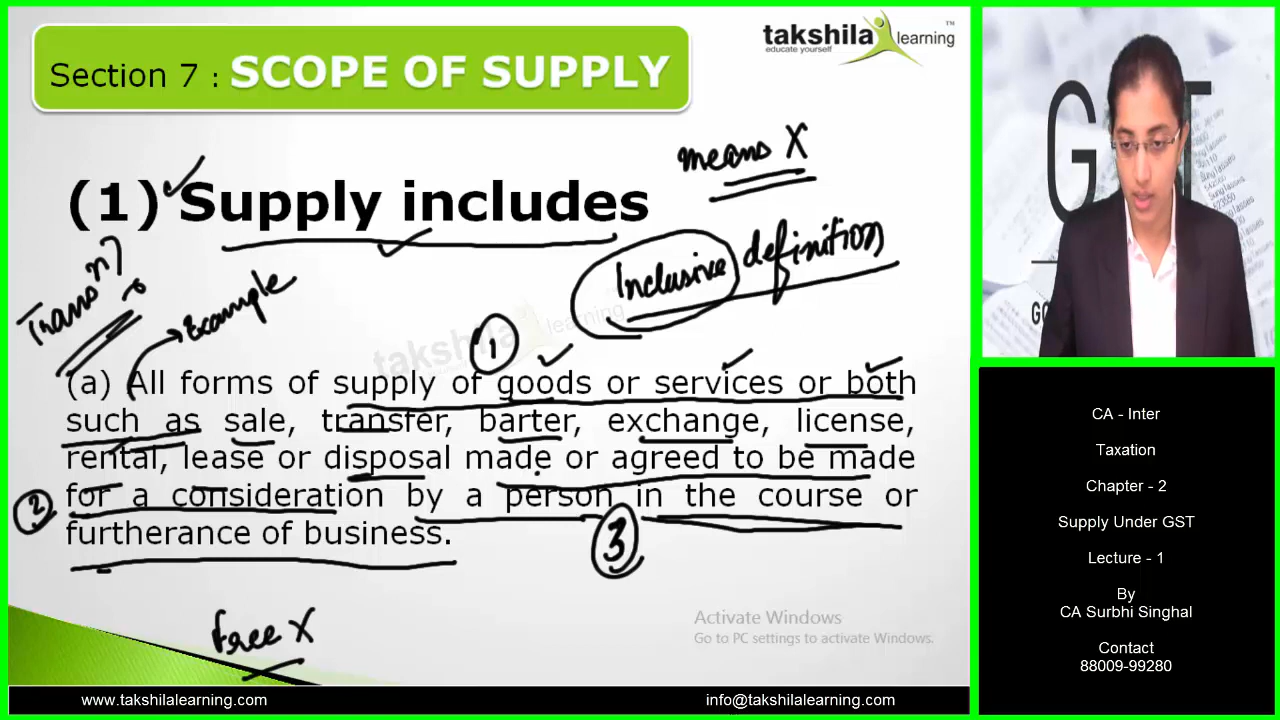 Section 7 : SCOPE OF SUPPLY
takshila learning TM
educate yourself
means X
(1) Supply includes
Inclusive definition
Transn)
Example
takshila learning
1
(a) All forms of supply of goods or services or both
such as sale, transfer, barter, exchange, license,
rental, lease or disposal made or agreed to be made
2
for a consideration by a person in the course or
furtherance of business.
3
free X
Activate Windows
Go to PC settings to activate Windows.
www.takshilalearning.com
info@takshilalearning.com
G T
CA - Inter
Taxation
Chapter - 2
Supply Under GST
Lecture - 1
By
CA Surbhi Singhal
Contact
88009-99280